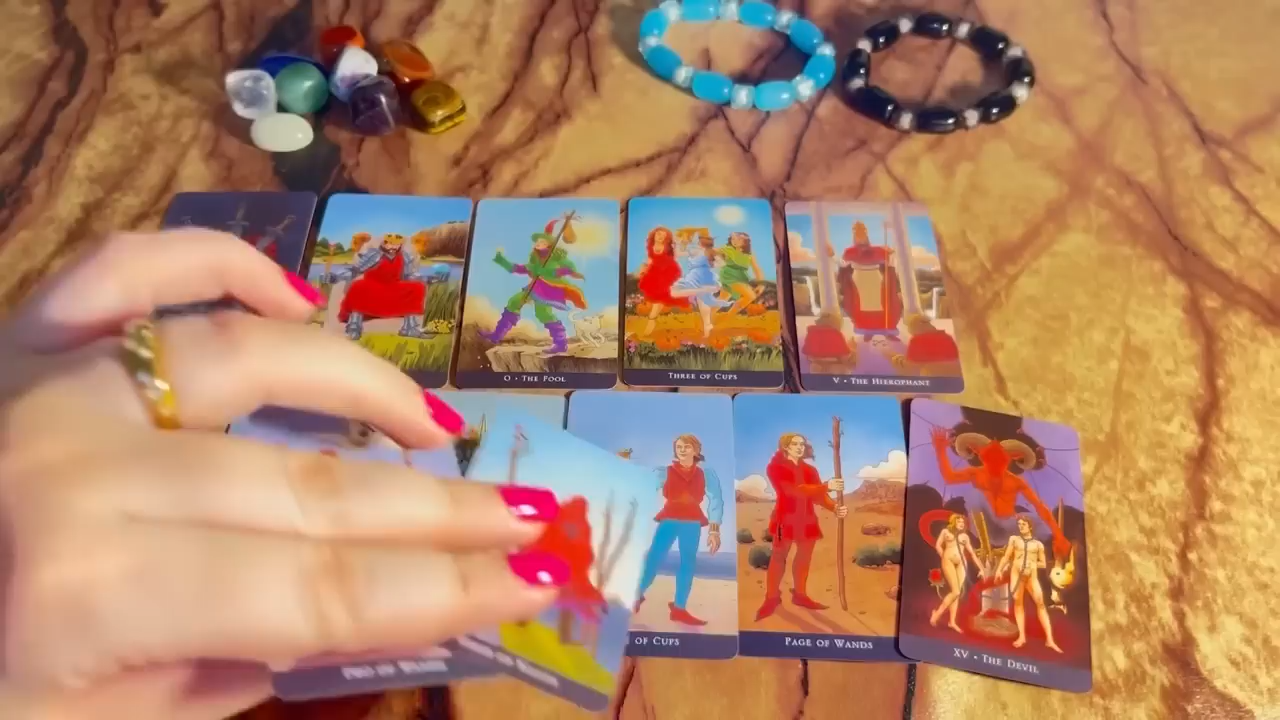 0 • THE FOOL
THREE OF CUPS
V • THE HIEROPHANT
OF CUPS
PAGE OF WANDS
XV • THE DEVIL